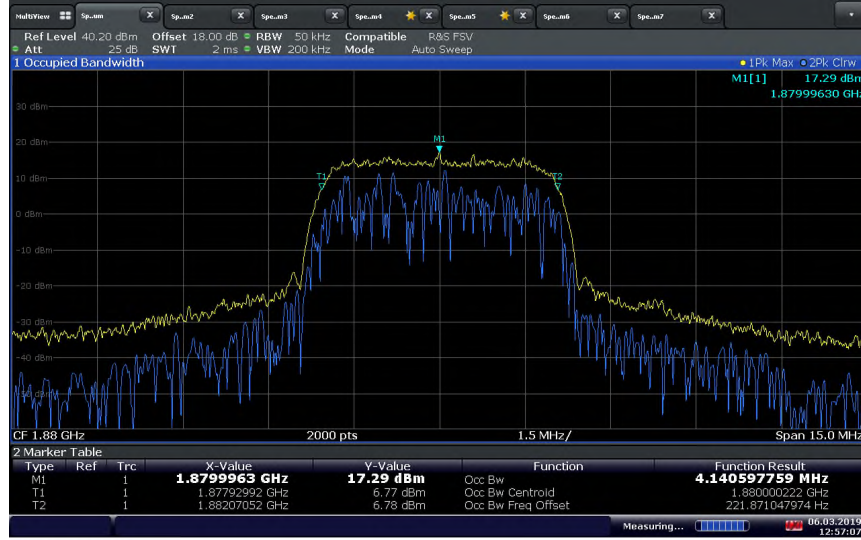 MultiView Sp..um X Sp..m2 X Spe..m3 X Spe..m4 X Spe..m5 X Spe..m6 X Spe..m7 X
Ref Level 40.20 dBm Offset 18.00 dB RBW 50 kHz Compatible R&S FSV
Att 25 dB SWT 2 ms VBW 200 kHz Mode Auto Sweep
1 Occupied Bandwidth 1Pk Max 2Pk Clrw
M1[1] 17.29 dBm
1.87999630 GHz
30 dBm
M1
20 dBm
T1 T2
10 dBm
0 dBm
-10 dBm
-20 dBm
-30 dBm
-40 dBm
CF 1.88 GHz 2000 pts 1.5 MHz/ Span 15.0 MHz
2 Marker Table
Type Ref Trc X-Value Y-Value Function Function Result
M1 1 1.8799963 GHz 17.29 dBm Occ Bw 4.140597759 MHz
T1 1 1.87792992 GHz 6.77 dBm Occ Bw Centroid 1.880000222 GHz
T2 1 1.88207052 GHz 6.78 dBm Occ Bw Freq Offset 221.871047974 Hz
Measuring... 06.03.2019
12:57:07